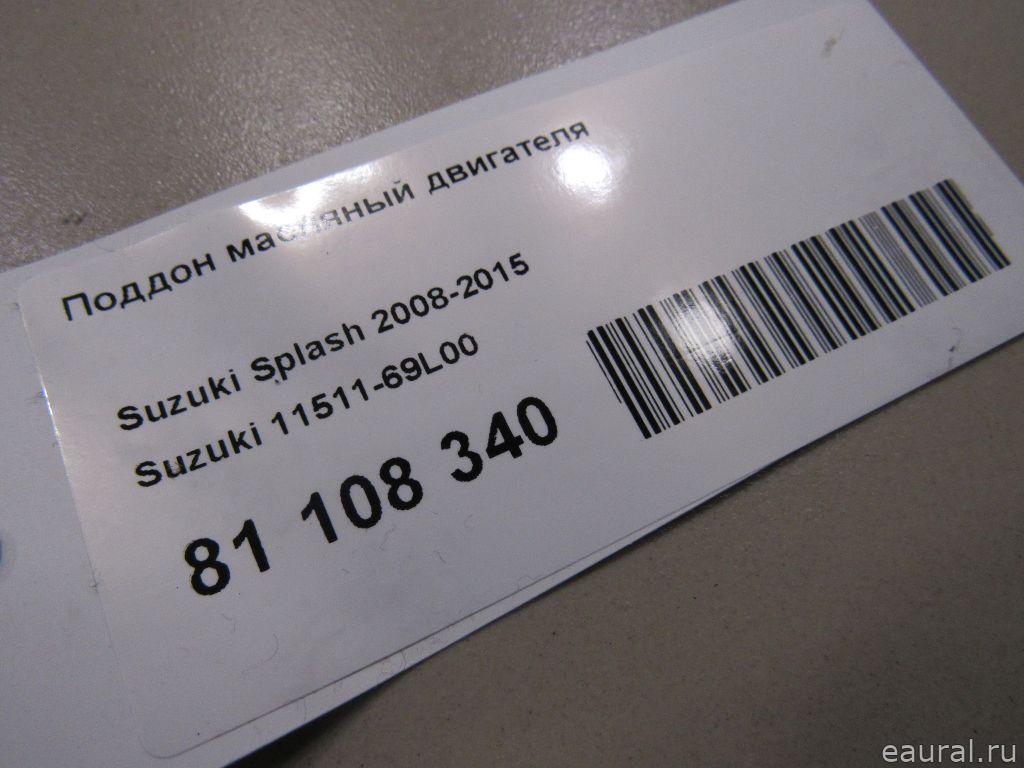 Поддон масляный двигателя
Suzuki Splash 2008-2015
Suzuki 11511-69L00
81 108 340
eaural.ru